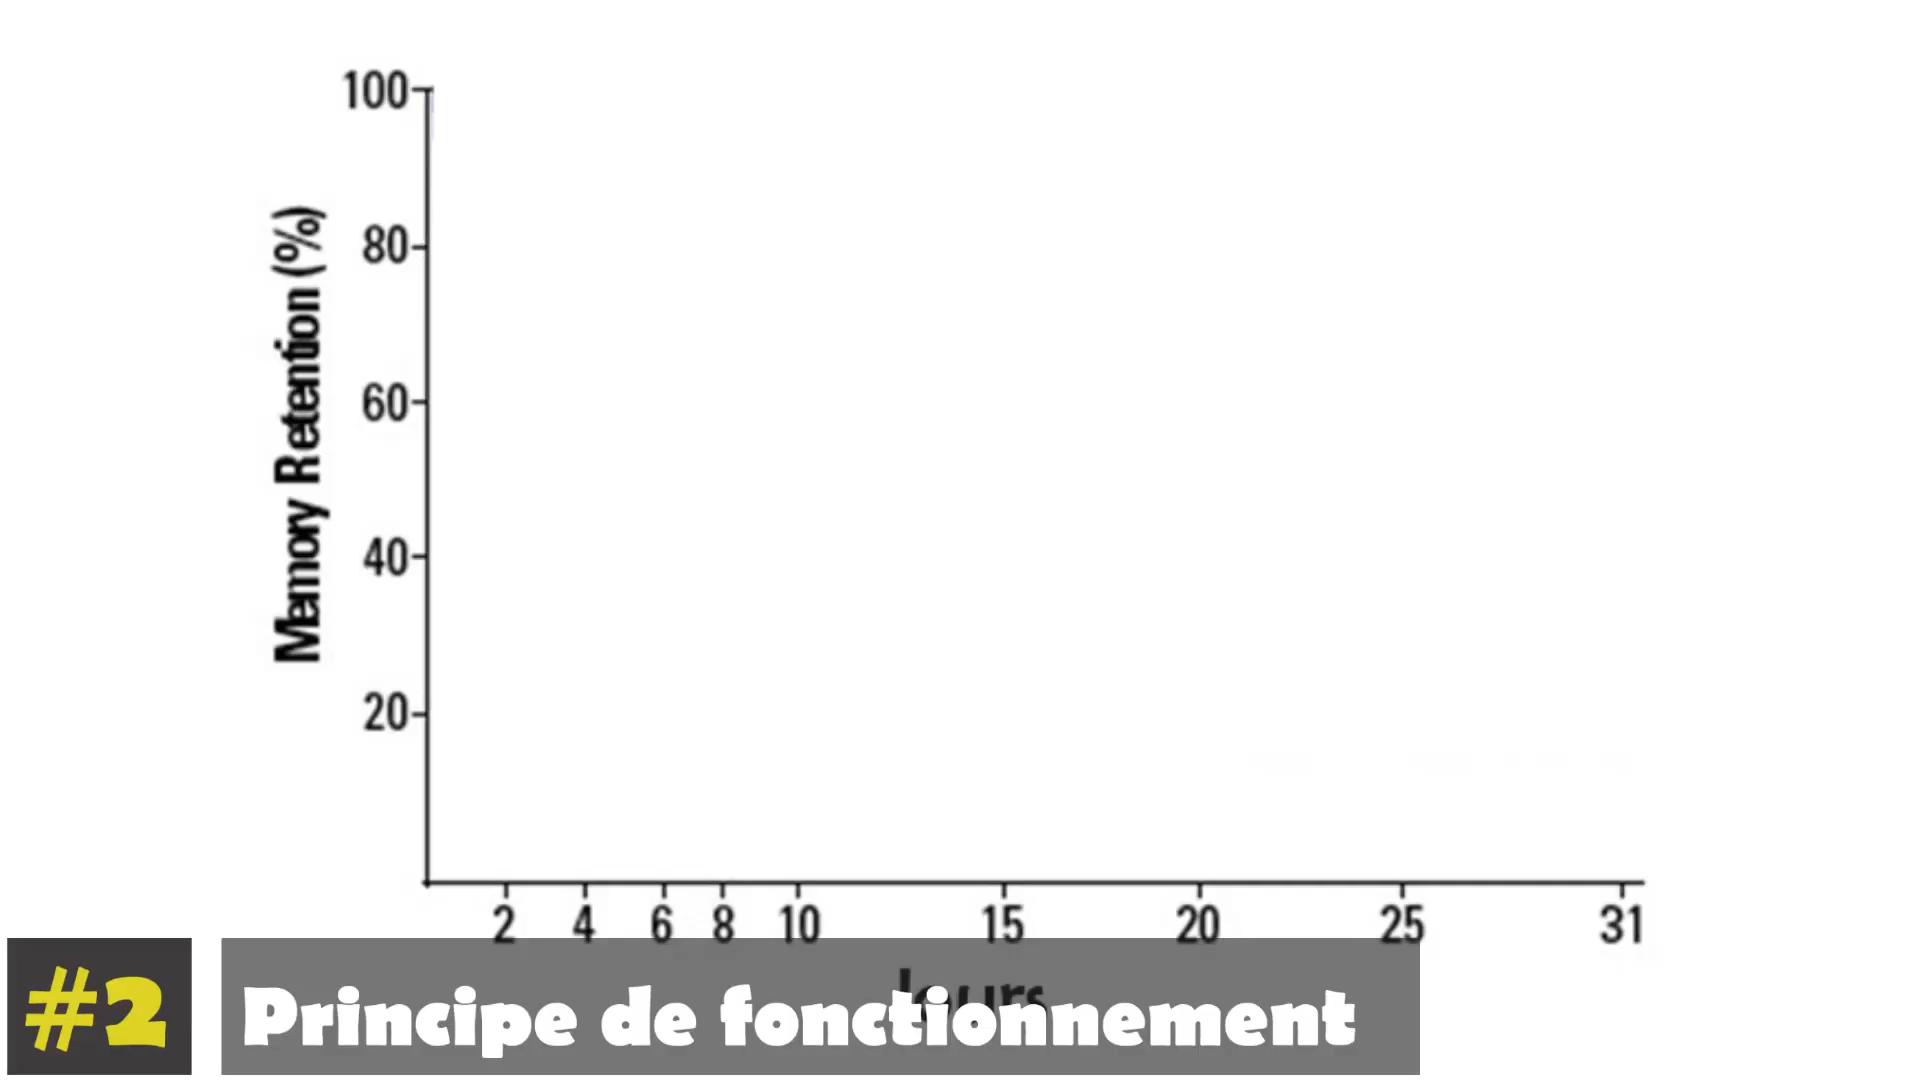 100
80
60
40
20
Memory Retention (%)
2 4 6 8 10 15 20 25 31
Jours
#2 Principe de fonctionnement